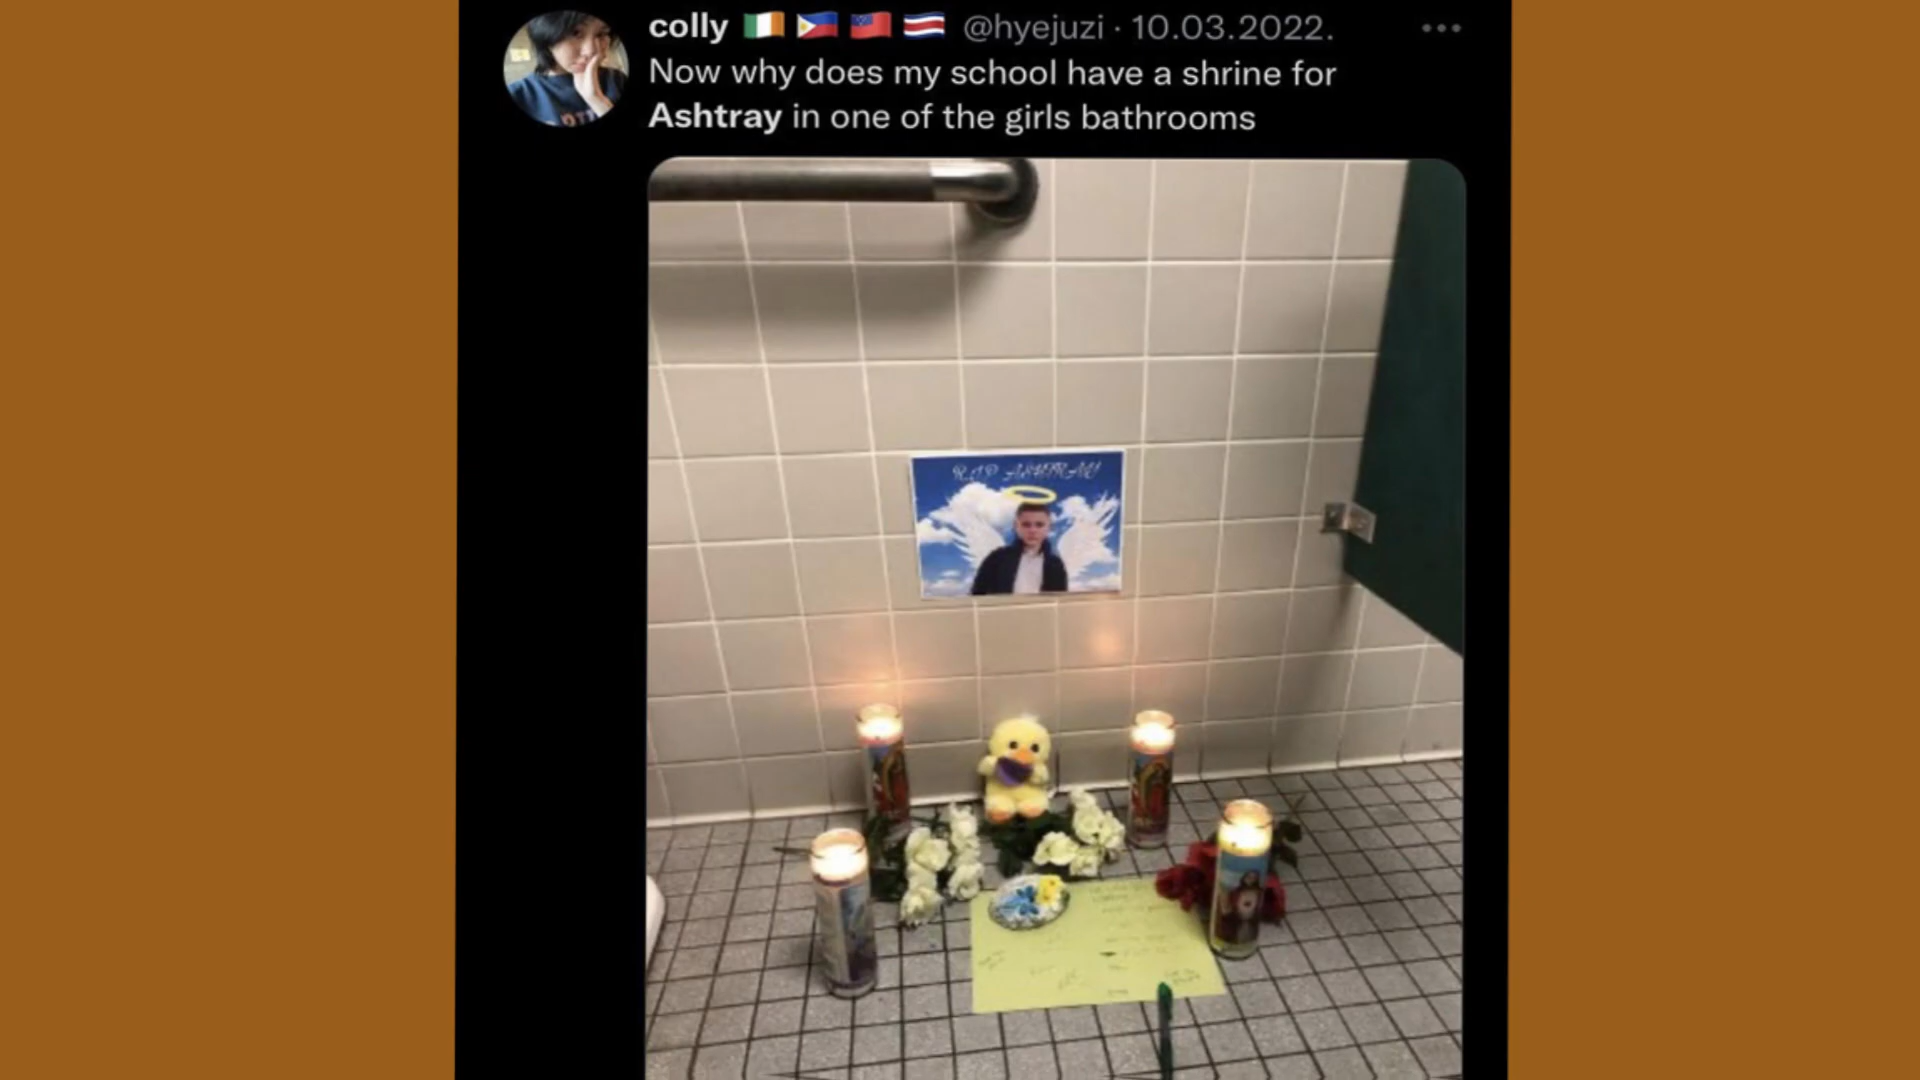 colly 🇮🇪 🇵🇭 🇼🇸 🇨🇷 @hyejuzi · 10.03.2022.
Now why does my school have a shrine for
Ashtray in one of the girls bathrooms
R.I.P ASHTRAY